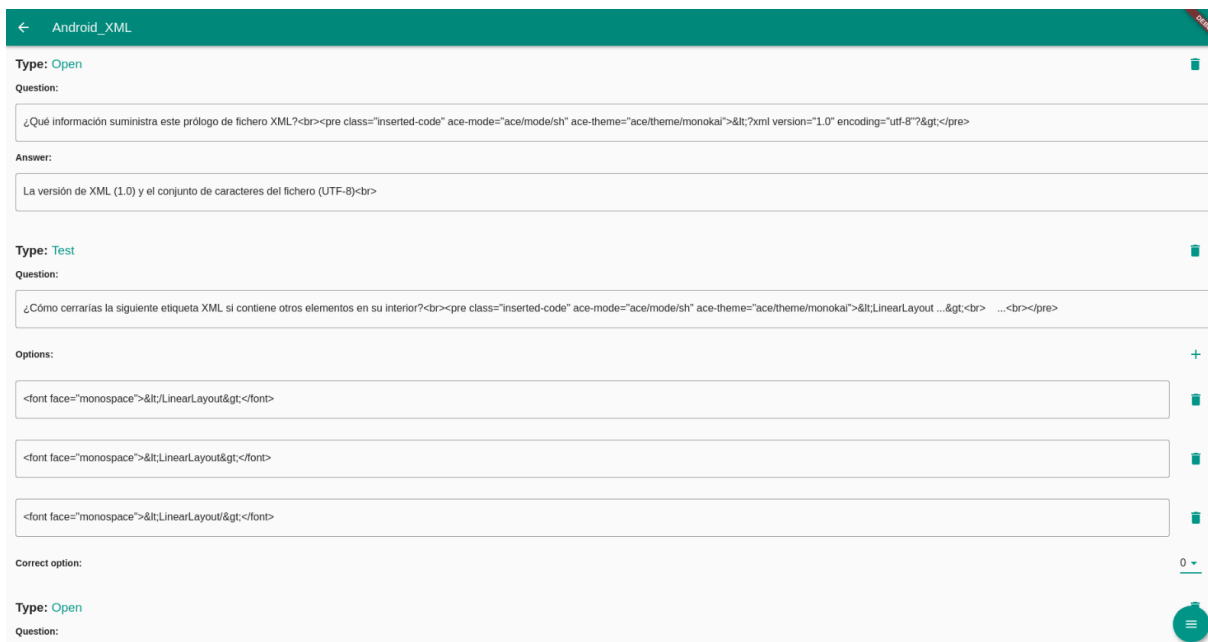 Android_XML
Type: Open
Question:
¿Qué información suministra este prólogo de fichero XML?<br><pre class="inserted-code" ace-mode="ace/mode/sh" ace-theme="ace/theme/monokai">&lt;?xml version="1.0" encoding="utf-8"?&gt;</pre>
Answer:
La versión de XML (1.0) y el conjunto de caracteres del fichero (UTF-8)<br>
Type: Test
Question:
¿Cómo cerrarías la siguiente etiqueta XML si contiene otros elementos en su interior?<br><pre class="inserted-code" ace-mode="ace/mode/sh" ace-theme="ace/theme/monokai">&lt;LinearLayout ...&gt;<br>    ...<br></pre>
Options:
<font face="monospace">&lt;/LinearLayout&gt;</font>
<font face="monospace">&lt;LinearLayout&gt;</font>
<font face="monospace">&lt;LinearLayout/&gt;</font>
Correct option:
0
Type: Open
Question: